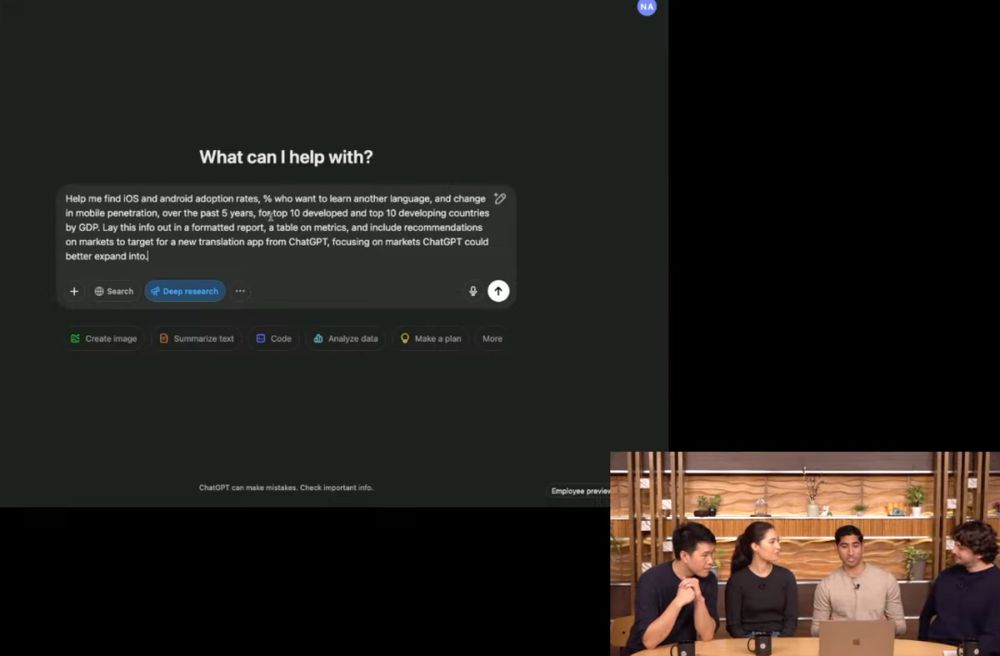 NA
What can I help with?
Help me find iOS and android adoption rates, % who want to learn another language, and change
in mobile penetration, over the past 5 years, for top 10 developed and top 10 developing countries
by GDP. Lay this info out in a formatted report, a table on metrics, and include recommendations
on markets to target for a new translation app from ChatGPT, focusing on markets ChatGPT could
better expand into.
Search
Deep research
Create image
Summarize text
Code
Analyze data
Make a plan
More
ChatGPT can make mistakes. Check important info.
Employee preview